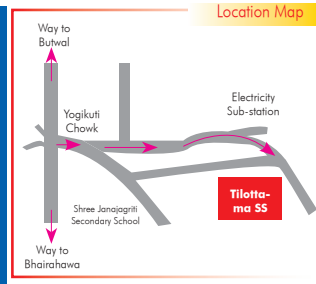 Location Map
Way to
Butwal
Yogikuti
Chowk
Electricity
Sub-station
Tilotta-
ma SS
Shree Janajagriti
Secondary School
Way to
Bhairahawa